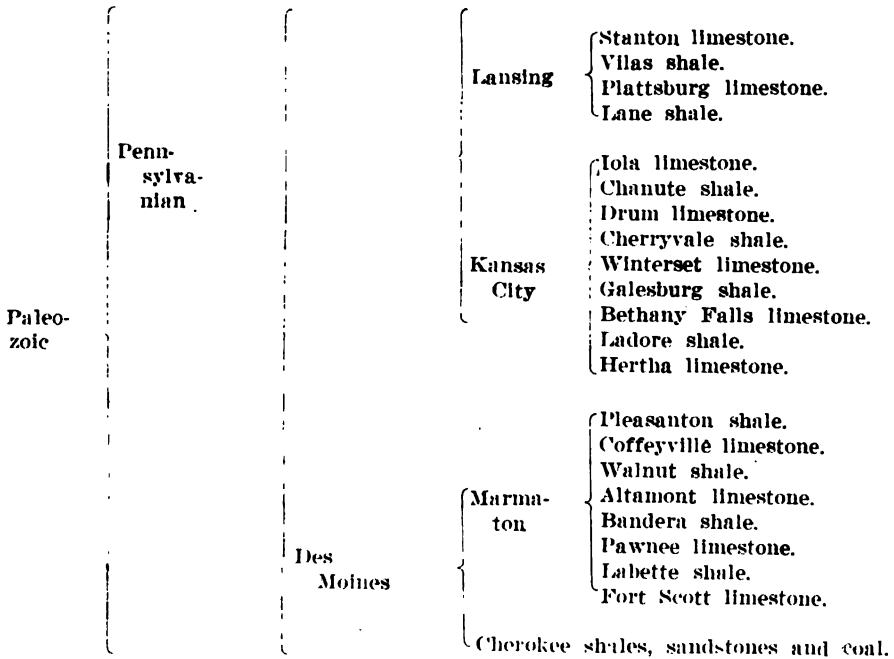 Paleo-
zoic
Penn-
sylva-
nian
Lansing
Stanton limestone.
Vilas shale.
Plattsburg limestone.
Lane shale.
Kansas
City
Iola limestone.
Chanute shale.
Drum limestone.
Cherryvale shale.
Winterset limestone.
Galesburg shale.
Bethany Falls limestone.
Ladore shale.
Hertha limestone.
Des
Moines
Marma-
ton
Pleasanton shale.
Coffeyville limestone.
Walnut shale.
Altamont limestone.
Bandera shale.
Pawnee limestone.
Labette shale.
Fort Scott limestone.
Cherokee shales, sandstones and coal.